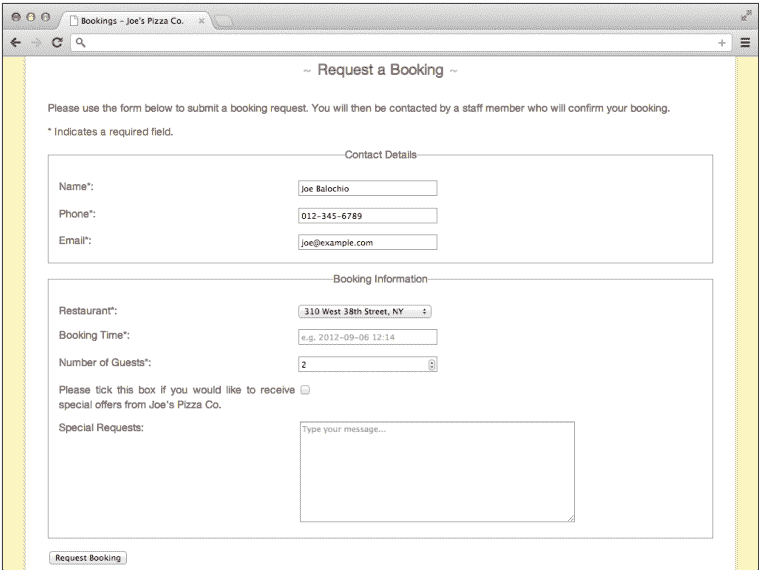 Bookings – Joe's Pizza Co.
~ Request a Booking ~
Please use the form below to submit a booking request. You will then be contacted by a staff member who will confirm your booking.
* Indicates a required field.
Contact Details
Name*:
Joe Balochio
Phone*:
012-345-6789
Email*:
joe@example.com
Booking Information
Restaurant*:
310 West 38th Street, NY
Booking Time*:
e.g. 2012-09-06 12:14
Number of Guests*:
2
Please tick this box if you would like to receive
special offers from Joe's Pizza Co.
Special Requests:
Type your message...
Request Booking